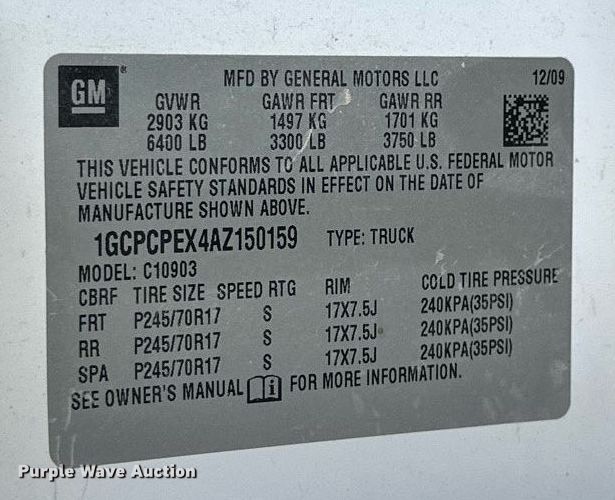 GM MFD BY GENERAL MOTORS LLC 12/09
GVWR GAWR FRT GAWR RR
2903 KG 1497 KG 1701 KG
6400 LB 3300 LB 3750 LB
THIS VEHICLE CONFORMS TO ALL APPLICABLE U.S. FEDERAL MOTOR
VEHICLE SAFETY STANDARDS IN EFFECT ON THE DATE OF
MANUFACTURE SHOWN ABOVE.
1GCPCPEX4AZ150159 TYPE: TRUCK
MODEL: C10903
CBRF TIRE SIZE SPEED RTG RIM COLD TIRE PRESSURE
FRT P245/70R17 S 17X7.5J 240KPA(35PSI)
RR P245/70R17 S 17X7.5J 240KPA(35PSI)
SPA P245/70R17 S 17X7.5J 240KPA(35PSI)
SEE OWNER'S MANUAL i FOR MORE INFORMATION.
Purple Wave Auction